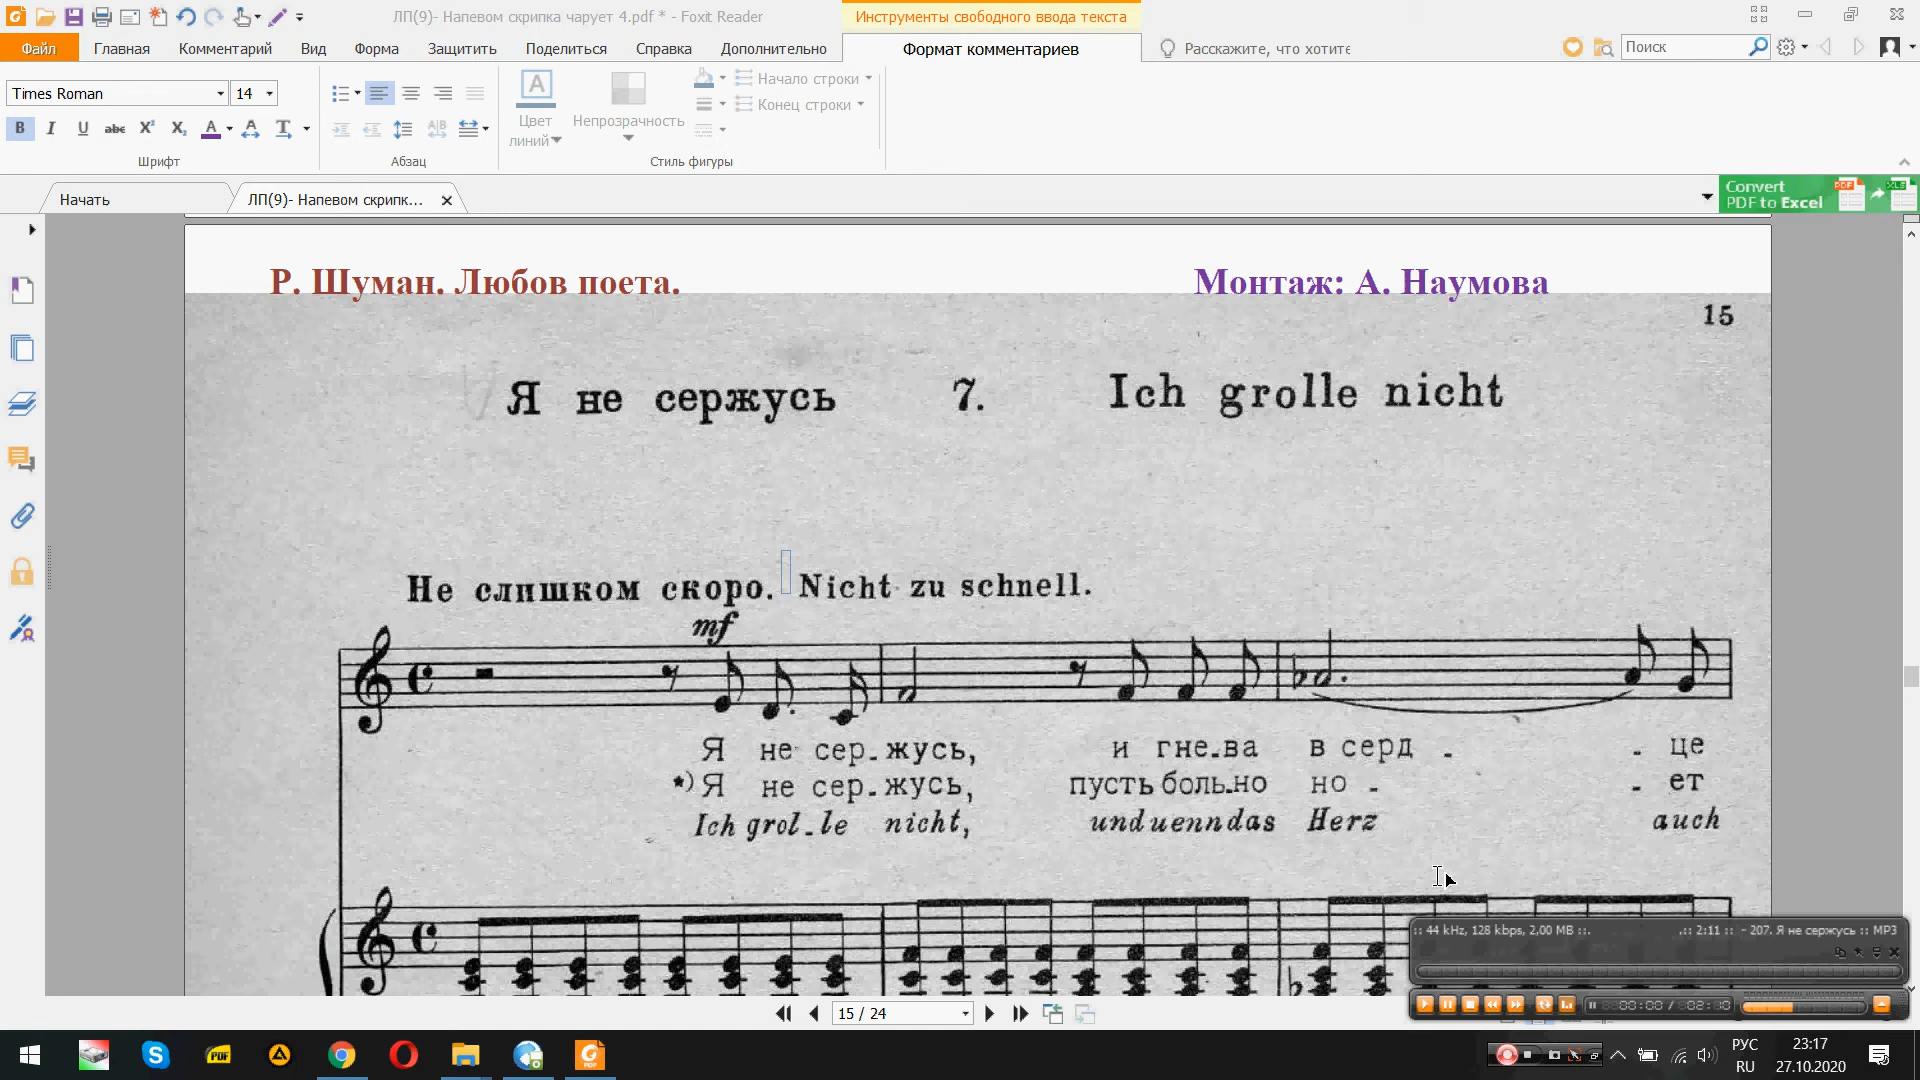 ЛП(9)- Напевом скрипка чарует 4.pdf * - Foxit Reader
Инструменты свободного ввода текста
Файл Главная Комментарий Вид Форма Защитить Поделиться Справка Дополнительно Формат комментариев Расскажите, что хотите Поиск
Times Roman 14
Начало строки
Конец строки
Цвет линий
Непрозрачность
Шрифт Абзац Стиль фигуры
Начать ЛП(9)- Напевом скрипк...
Convert
PDF to Excel
Р. Шуман. Любов поета. Монтаж: А. Наумова
15
Я не сержусь 7. Ich grolle nicht
Не слишком скоро. Nicht zu schnell.
mf
Я не сер-жусь, и гне-ва в серд - - це
*) Я не сер-жусь, пусть боль-но но - - ет
Ich grol-le nicht, und uenn das Herz auch
:: 44 kHz, 128 kbps, 2,00 MB ::. .:: 2:11 :: - 207. Я не сержусь :: MP3
00:00 / 02:10
15 / 24
РУС
RU
23:17
27.10.2020